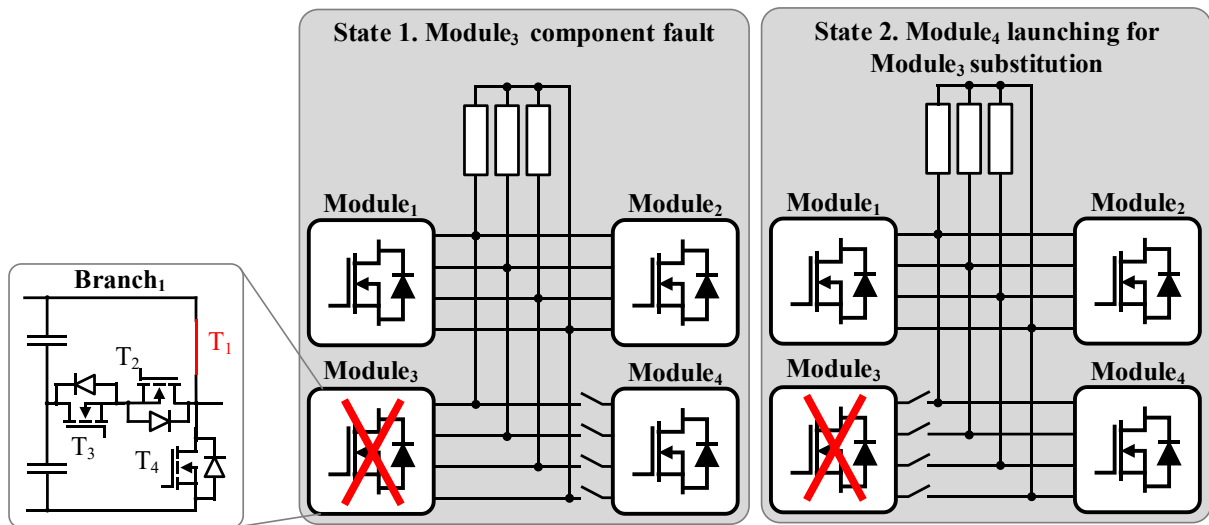 State 1. Module₃ component fault
Module₁
Module₂
Module₃
Module₄
State 2. Module₄ launching for
Module₃ substitution
Module₁
Module₂
Module₃
Module₄
Branch₁
T₁
T₂
T₃
T₄